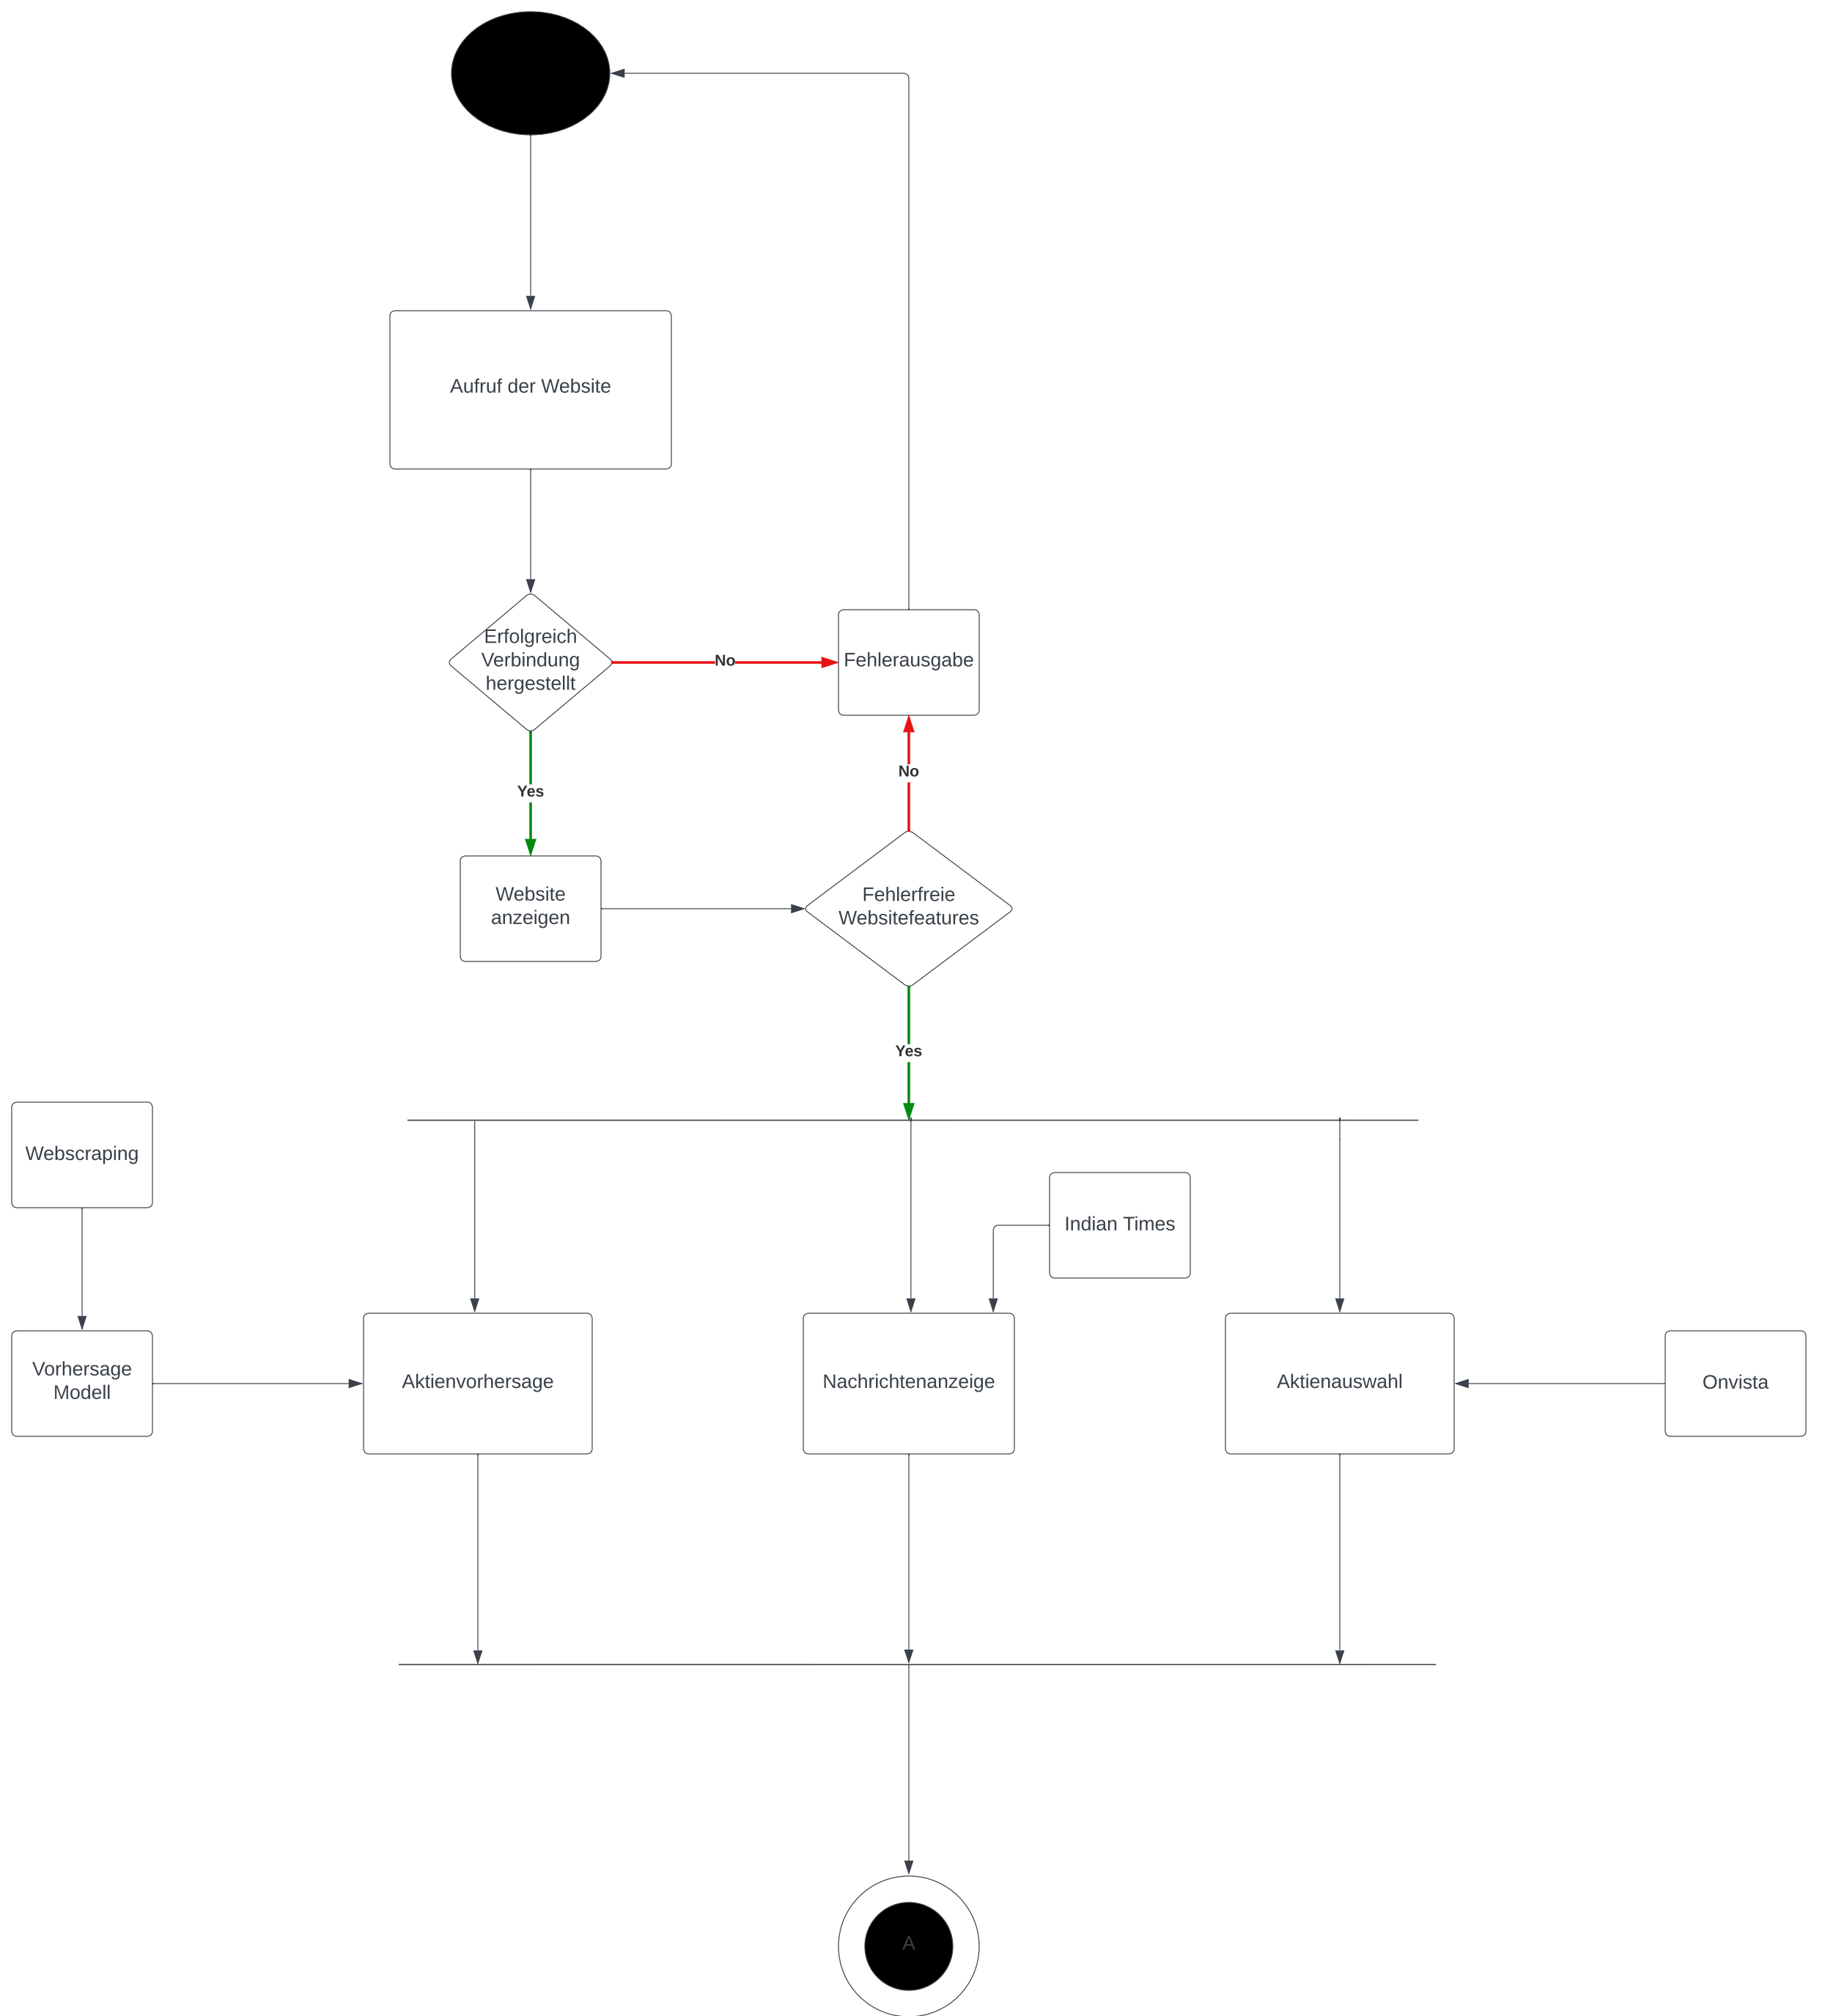 Aufruf der Website
Erfolgreich
Verbindung
hergestellt
No
Fehlerausgabe
No
Yes
Website
anzeigen
Fehlerfreie
Websitefeatures
Yes
Webscraping
Indian Times
Vorhersage
Modell
Aktienvorhersage
Nachrichtenanzeige
Aktienauswahl
Onvista
A